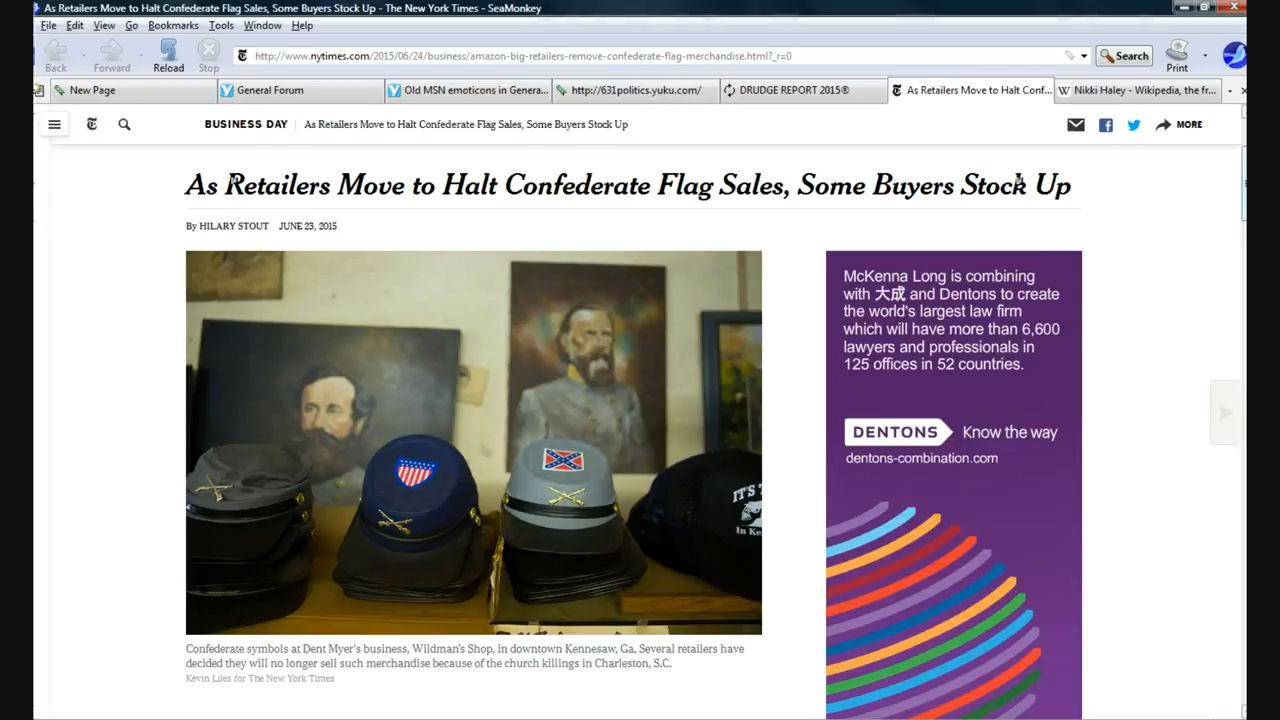 As Retailers Move to Halt Confederate Flag Sales, Some Buyers Stock Up - The New York Times - SeaMonkey
File Edit View Go Bookmarks Tools Window Help
Back Forward Reload Stop http://www.nytimes.com/2015/06/24/business/amazon-big-retailers-remove-confederate-flag-merchandise.html?_r=0 Search Print
New Page General Forum Old MSN emoticons in Genera... http://631politics.yuku.com/ DRUDGE REPORT 2015® As Retailers Move to Halt Conf... Nikki Haley - Wikipedia, the fr...
BUSINESS DAY As Retailers Move to Halt Confederate Flag Sales, Some Buyers Stock Up MORE
As Retailers Move to Halt Confederate Flag Sales, Some Buyers Stock Up
By HILARY STOUT JUNE 23, 2015
IT'S T
In Ke
Confederate symbols at Dent Myer's business, Wildman's Shop, in downtown Kennesaw, Ga. Several retailers have
decided they will no longer sell such merchandise because of the church killings in Charleston, S.C.
Kevin Liles for The New York Times
McKenna Long is combining
with 大成 and Dentons to create
the world's largest law firm
which will have more than 6,600
lawyers and professionals in
125 offices in 52 countries.
DENTONS Know the way
dentons-combination.com